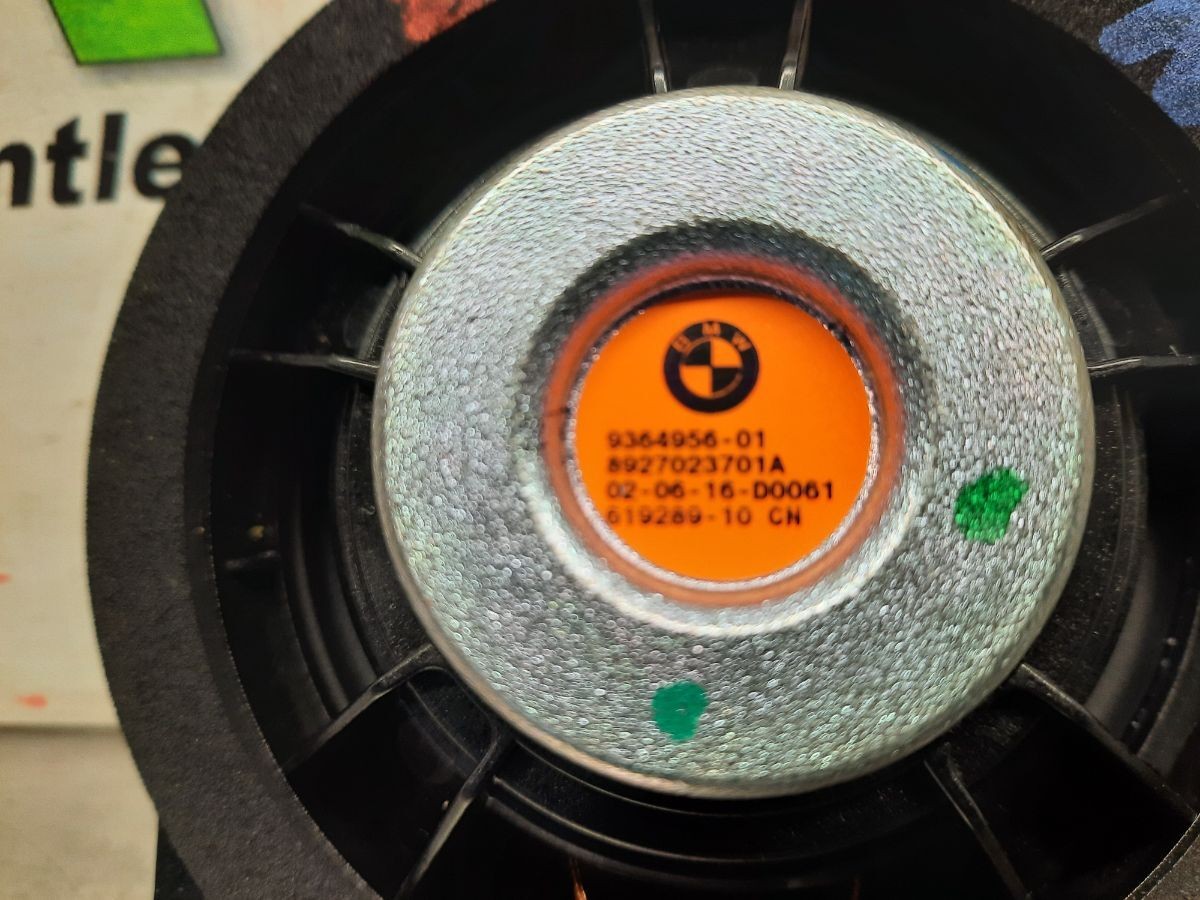 ntle
BMW
9364956-01
8927023701A
02-06-16-D0061
619289-10 CN